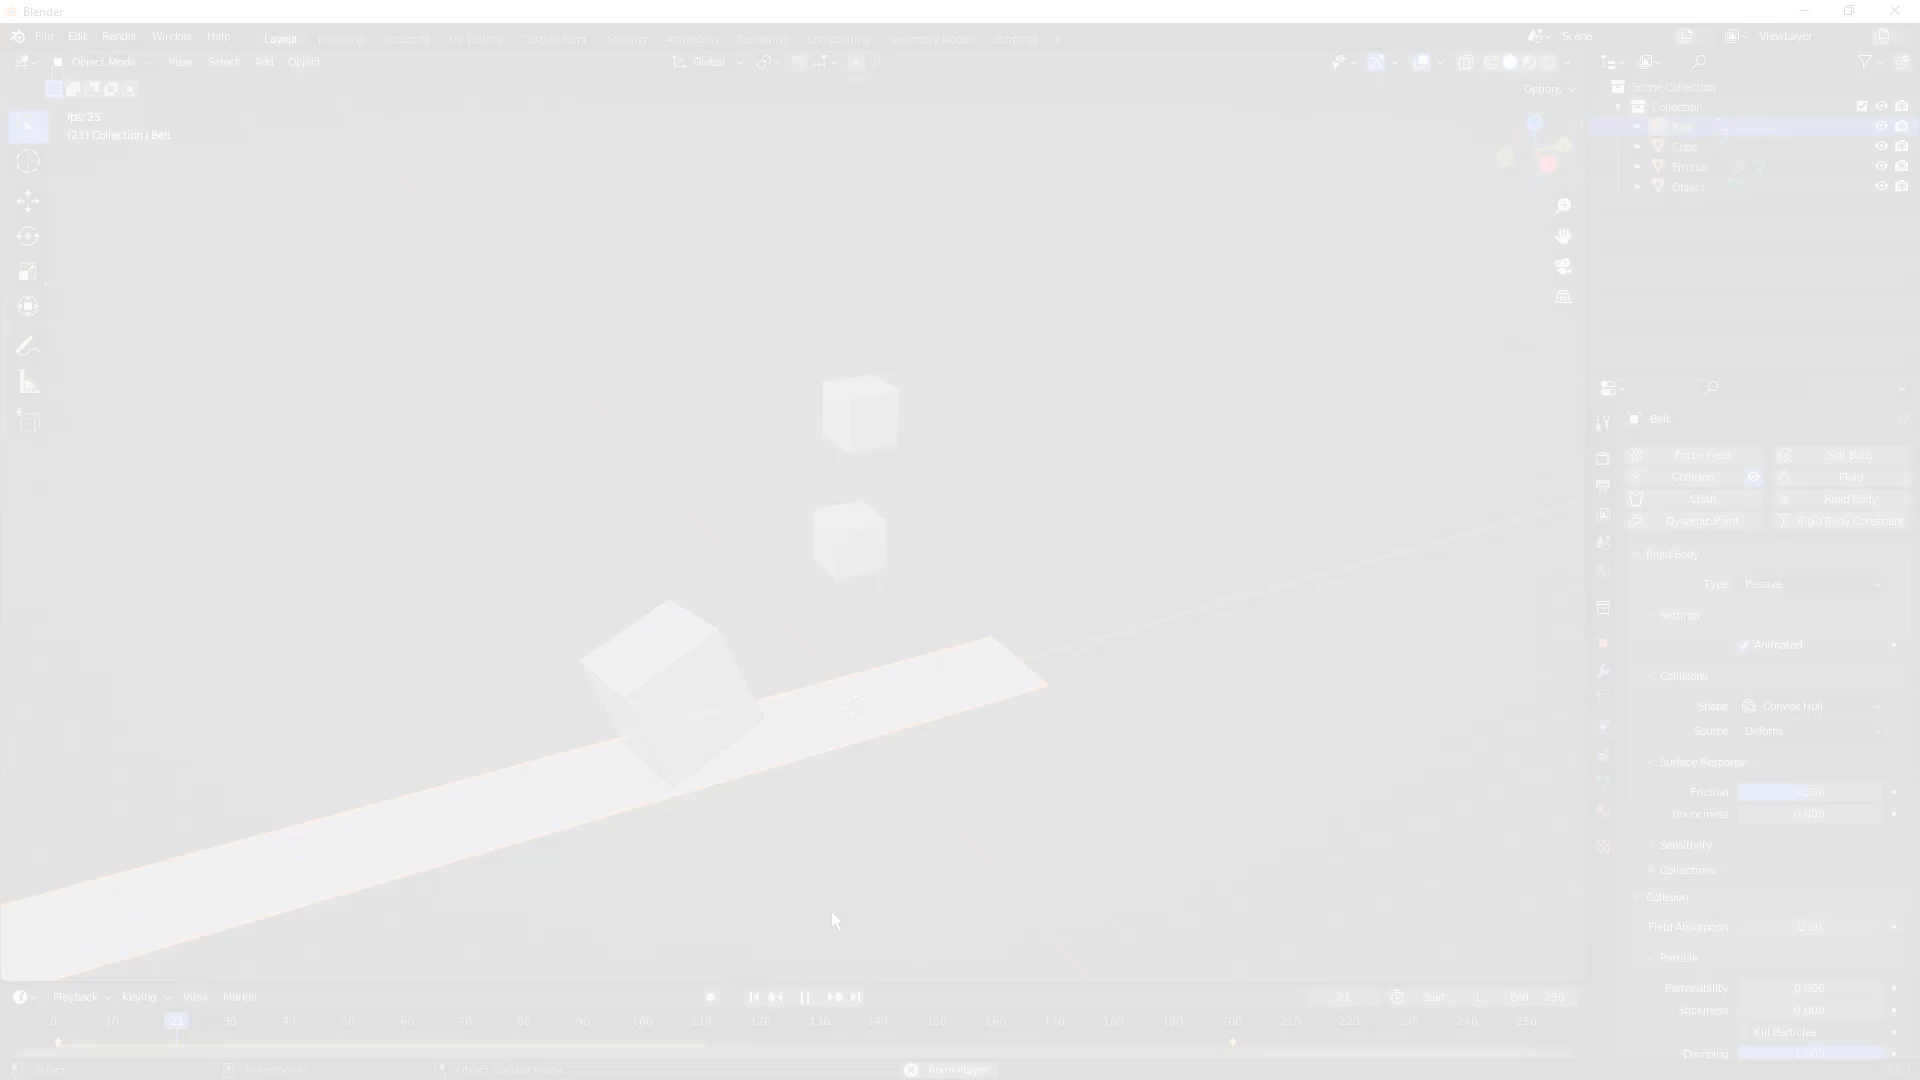 Blender
File Edit Render Window Help Layout Modeling Sculpting UV Editing Texture Paint Shading Animation Rendering Compositing Geometry Nodes Scripting + Scene ViewLayer
Object Mode View Select Add Object Global
Options
fps: 25
(21) Collection | Belt
Scene Collection
Collection
Belt
Cube
Emitter
Object
X
Belt
Force Field Soft Body
Collision Fluid
Cloth Rigid Body
Dynamic Paint Rigid Body Constraint
Rigid Body
Type Passive
Settings
Animated
Collisions
Shape Convex Hull
Source Deform
Surface Response
Friction 0.500
Bounciness 0.000
Sensitivity
Collections
Collision
Field Absorption 0.00
Particle
Permeability 0.000
Stickiness 0.000
Kill Particles
Damping 1.000
Playback Keying View Marker 21 Start 1 End 250
0 10 21 30 40 50 60 70 80 90 100 110 120 130 140 150 160 170 180 190 200 210 220 230 240 250
Select Object Context Menu Anim Player